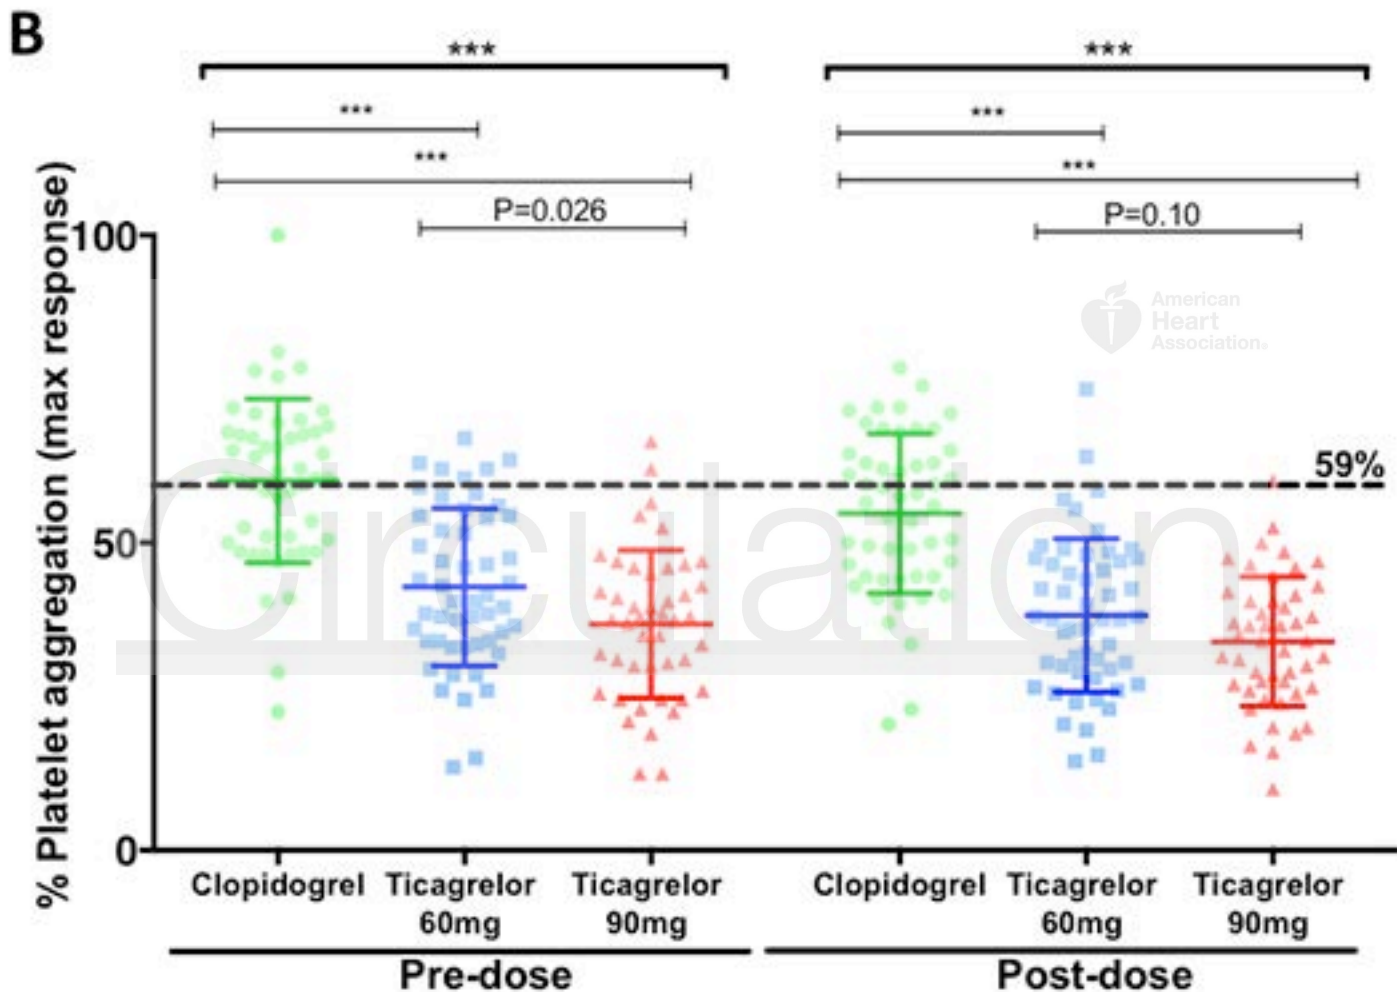 B
*** ***
*** ***
*** ***
P=0.026 P=0.10
% Platelet aggregation (max response)
100
50
0
American
Heart
Association®
59%
Circulation
Clopidogrel Ticagrelor 60mg Ticagrelor 90mg Clopidogrel Ticagrelor 60mg Ticagrelor 90mg
Pre-dose Post-dose